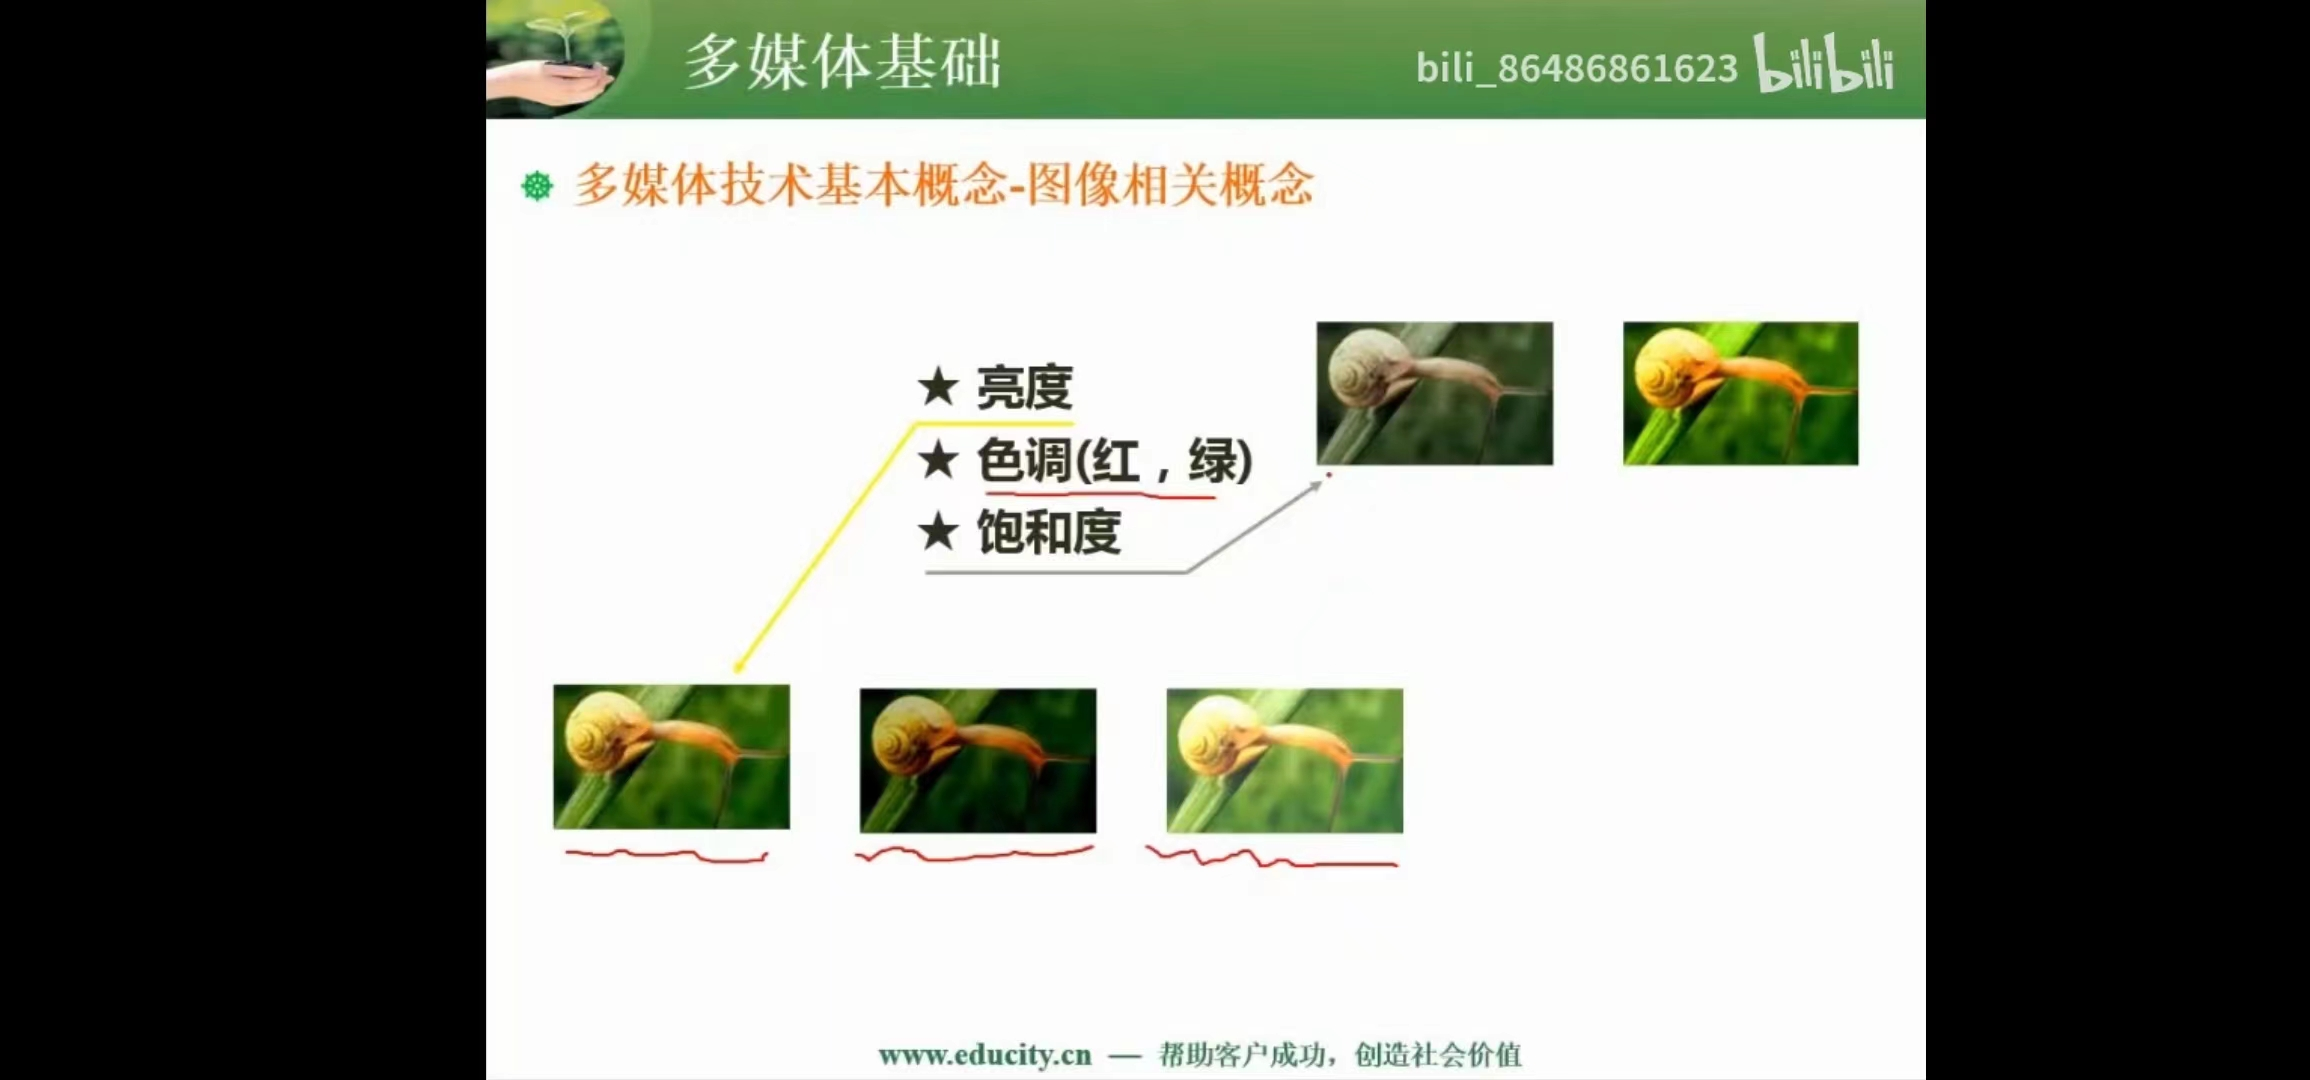 多媒体基础
bili_86486861623 bilibili
多媒体技术基本概念-图像相关概念
★ 亮度
★ 色调(红，绿)
★ 饱和度
www.educity.cn — 帮助客户成功，创造社会价值